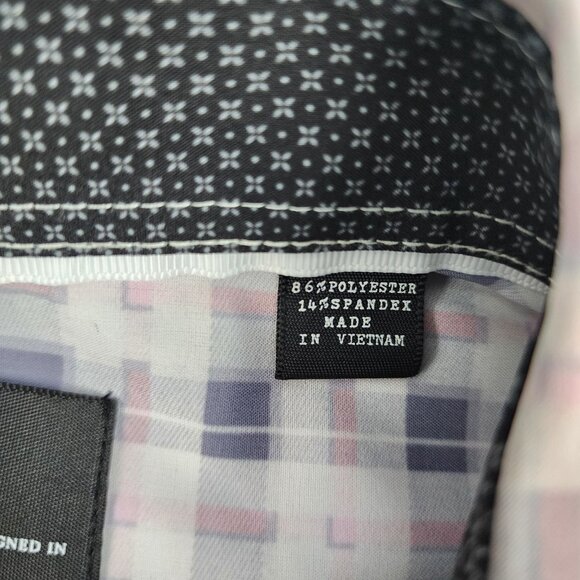 86%POLYESTER
14%SPANDEX
MADE
IN VIETNAM
GNED IN